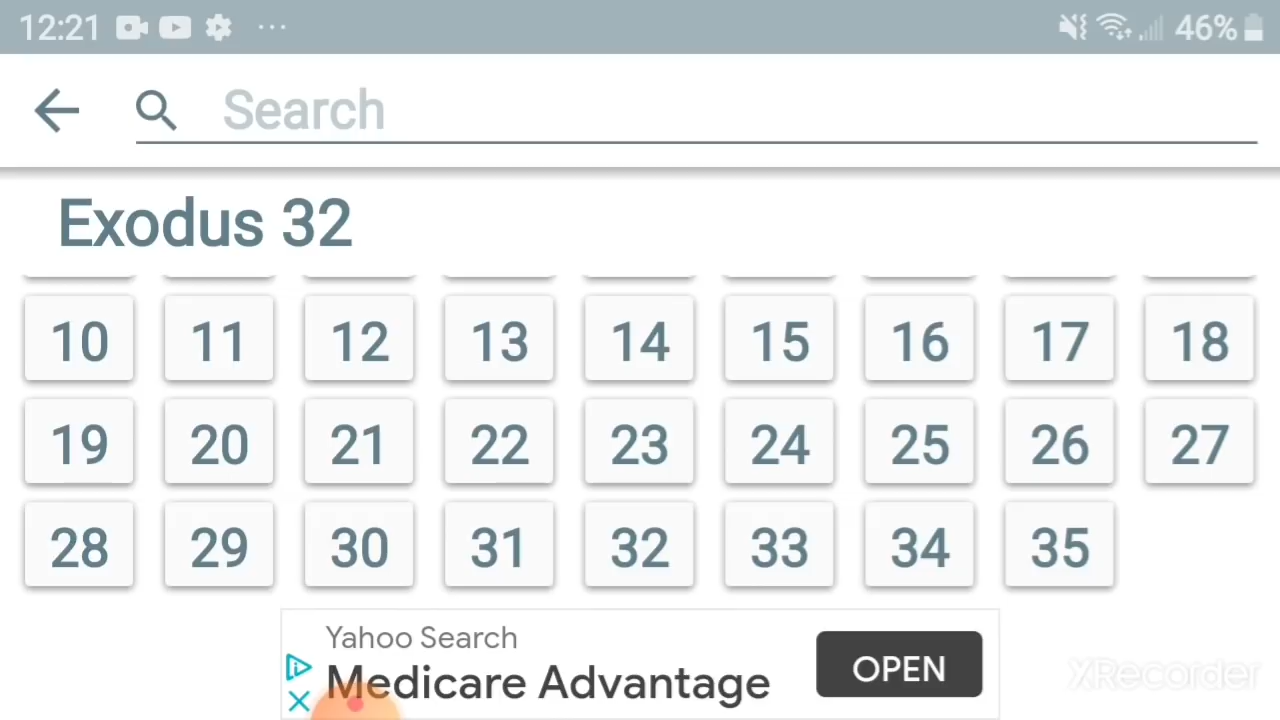 12:21 ... 46%
Search
Exodus 32
10 11 12 13 14 15 16 17 18
19 20 21 22 23 24 25 26 27
28 29 30 31 32 33 34 35
Yahoo Search
Medicare Advantage
OPEN
XRecorder